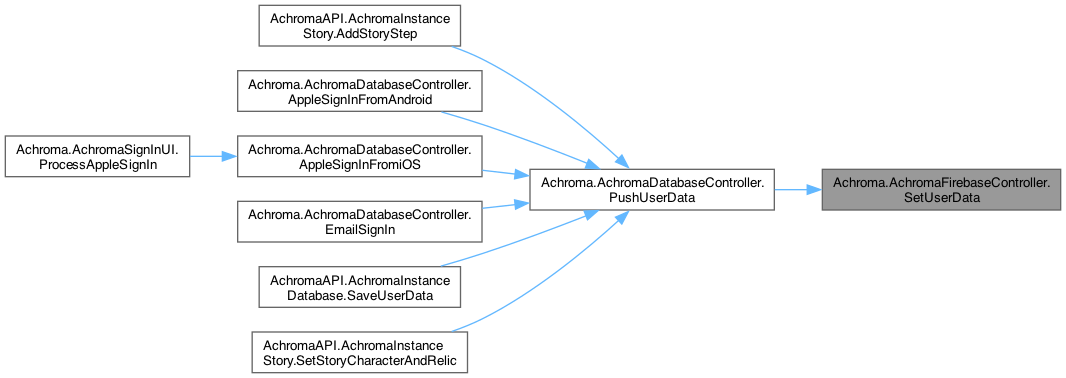 AchromaAPI.AchromaInstance
Story.AddStoryStep
Achroma.AchromaDatabaseController.
AppleSignInFromAndroid
Achroma.AchromaSignInUI.
ProcessAppleSignIn
Achroma.AchromaDatabaseController.
AppleSignInFromiOS
Achroma.AchromaDatabaseController.
PushUserData
Achroma.AchromaFirebaseController.
SetUserData
Achroma.AchromaDatabaseController.
EmailSignIn
AchromaAPI.AchromaInstance
Database.SaveUserData
AchromaAPI.AchromaInstance
Story.SetStoryCharacterAndRelic